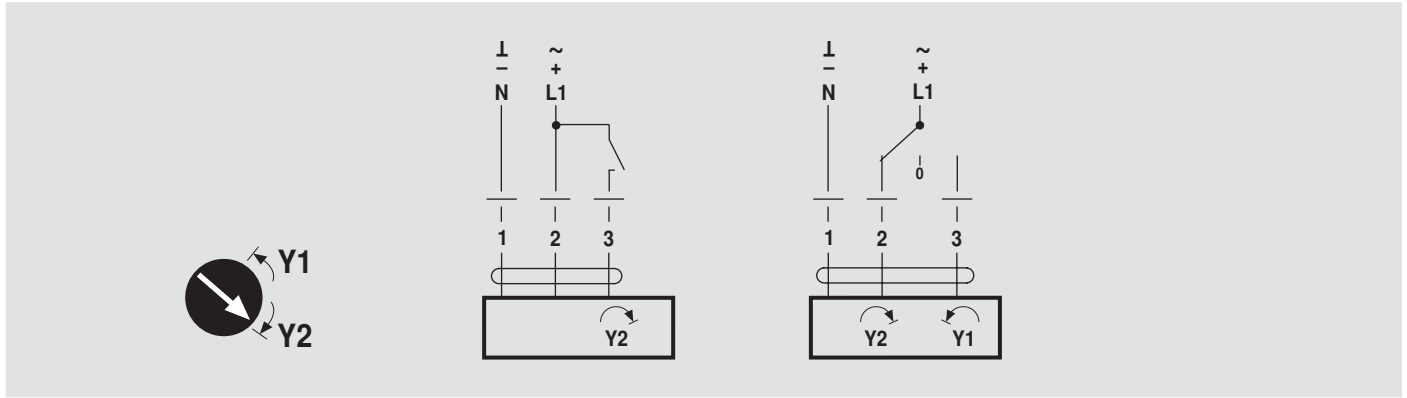 ⊥ ~ ⊥ ~
– + – +
N L1 N L1
0
1 2 3 1 2 3
Y1
Y2
Y2 Y2 Y1